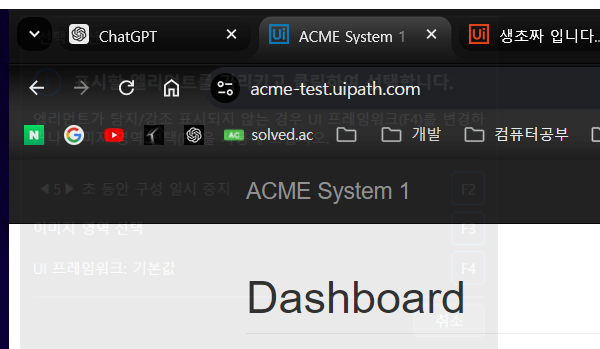 ChatGPT
ACME System 1
생초짜 입니다..
표시한 엘리먼트를 가리키고 클릭하여 선택합니다.
acme-test.uipath.com
엘리먼트가 탐지/강조 표시되지 않는 경우 UI 프레임워크(F4)를 변경하
solved.ac
개발
컴퓨터공부
◀5▶ 초 동안 구성 일시 중지
F2
ACME System 1
이미지 영역 선택
F3
UI 프레임워크: 기본값
F4
Dashboard
취소